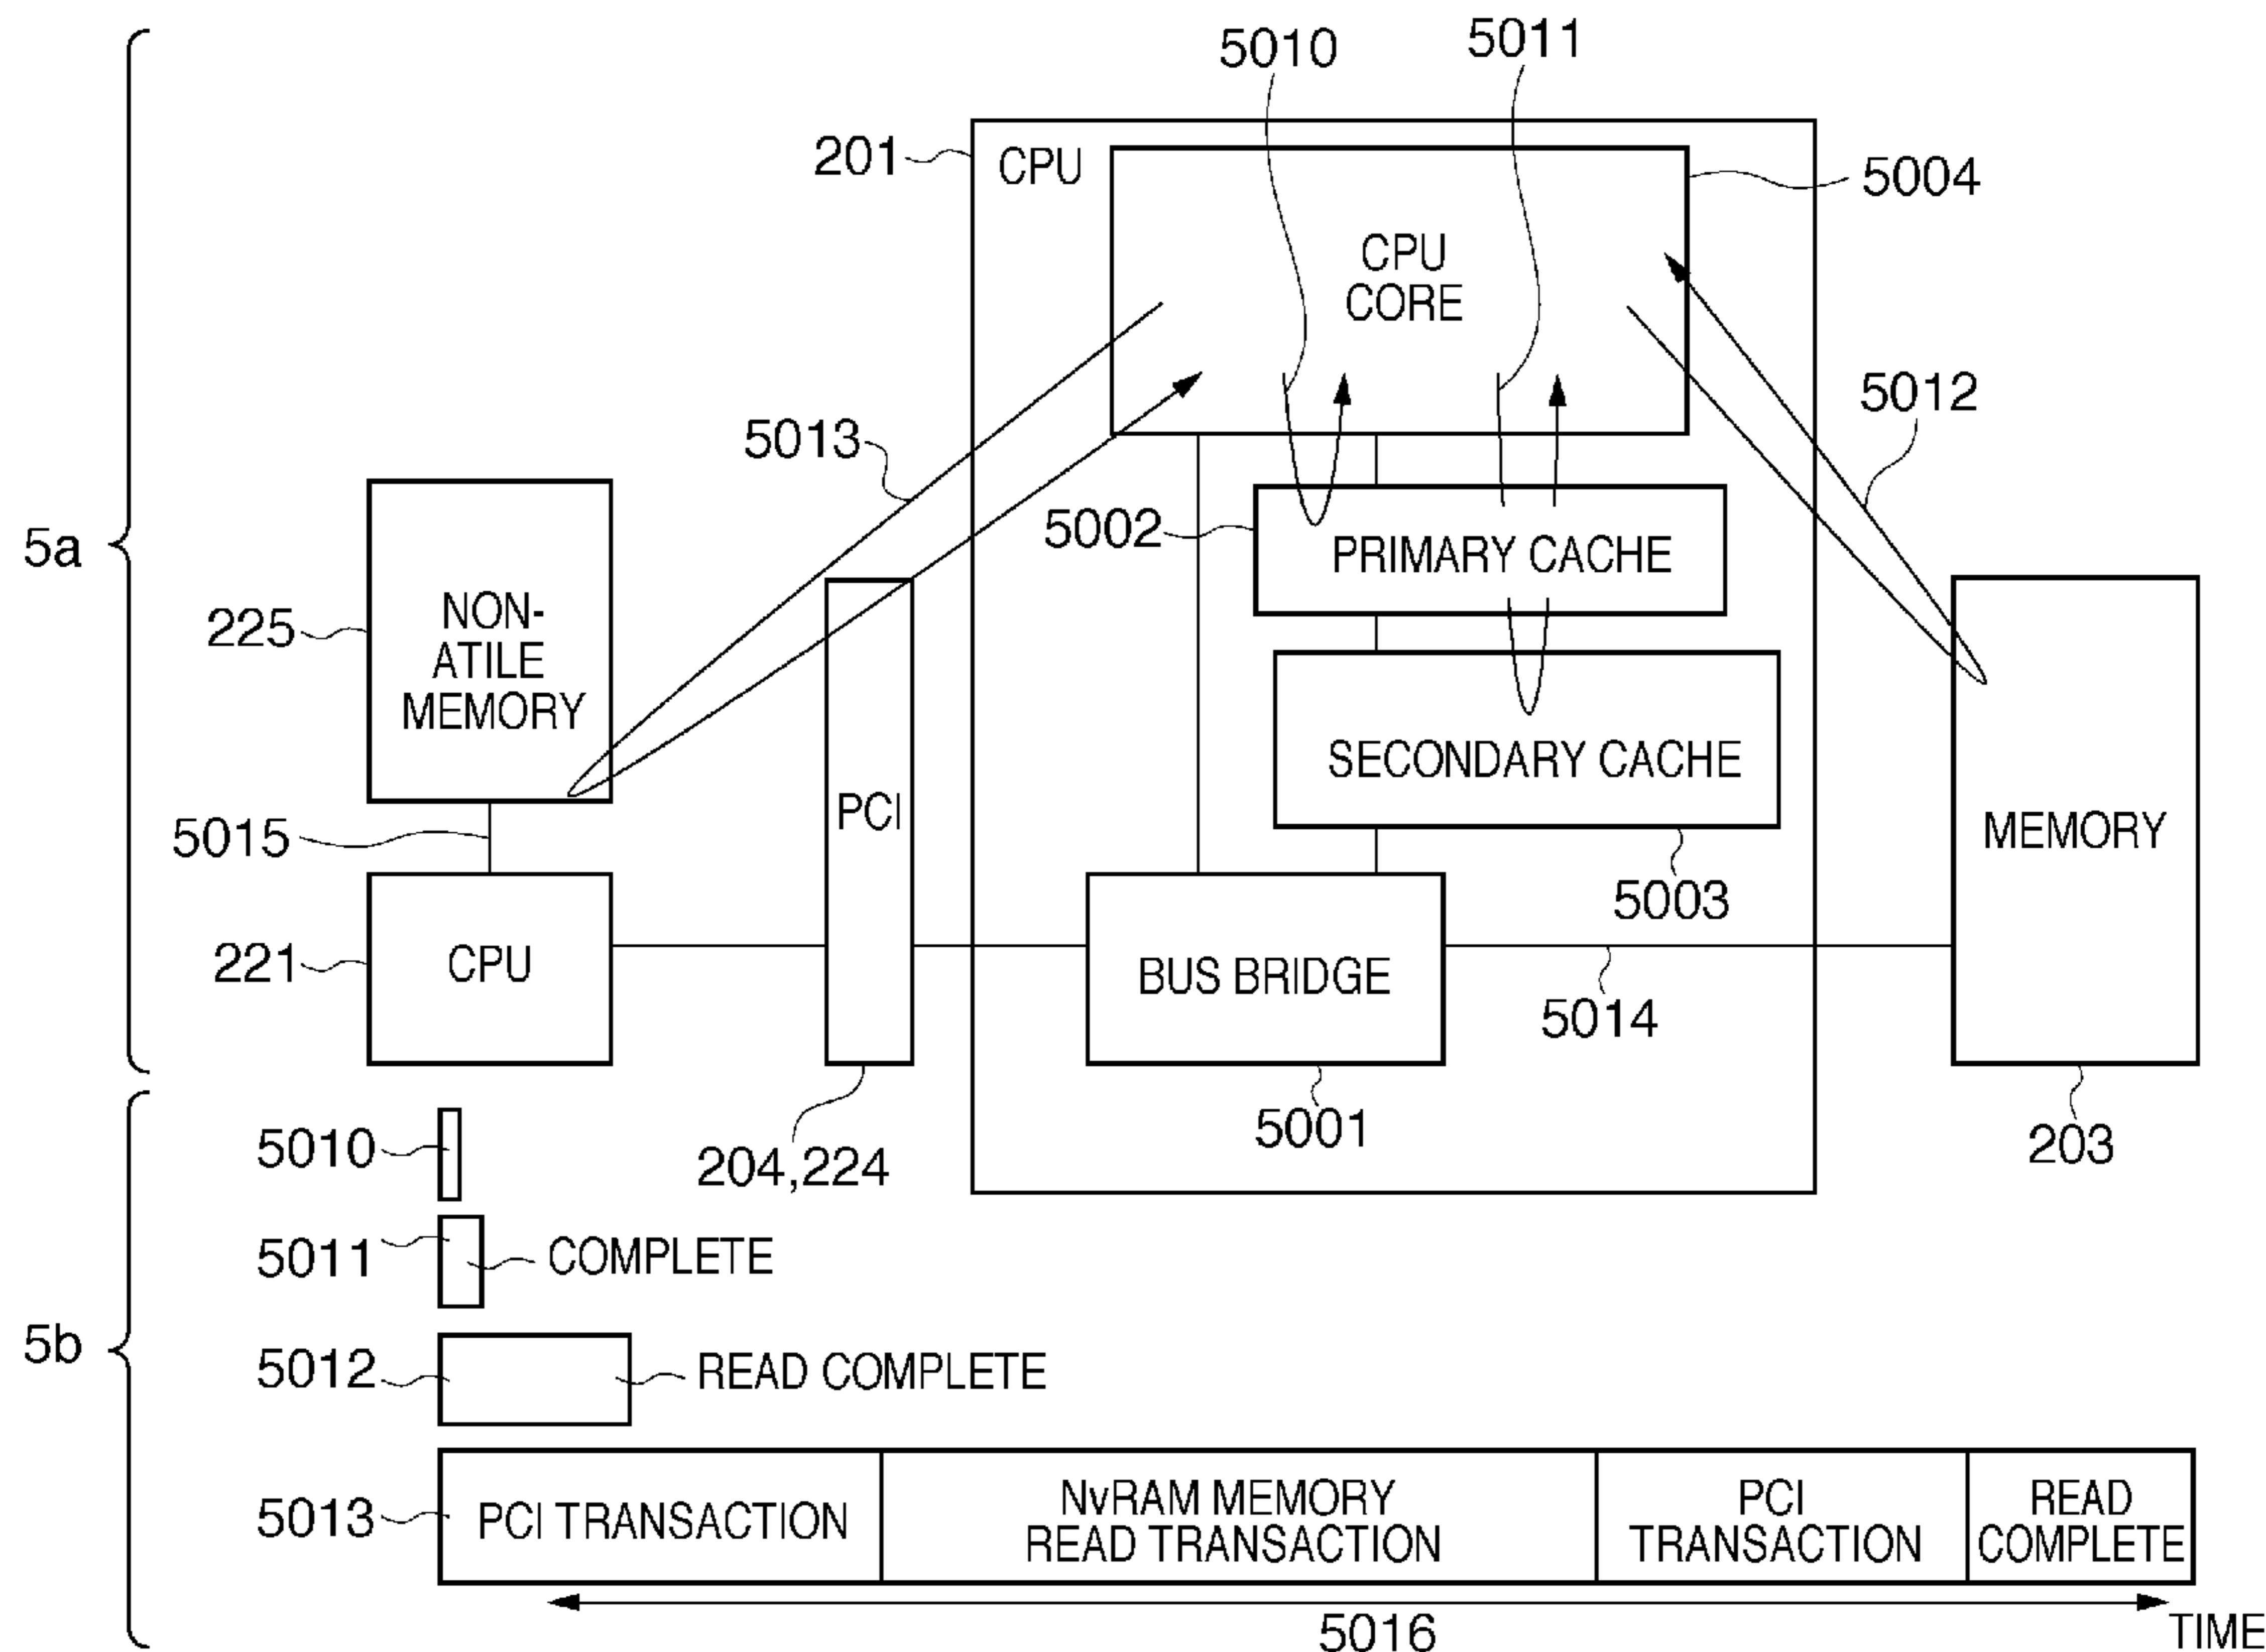 5010
5011
201
CPU
5004
CPU
CORE
5012
5013
5002
PRIMARY CACHE
5a
225
NON-
ATILE
MEMORY
SECONDARY CACHE
PCI
MEMORY
5015
5003
221
CPU
BUS BRIDGE
5014
5001
204,224
203
5b
5010
5011
COMPLETE
5012
READ COMPLETE
5013
PCI TRANSACTION
NvRAM MEMORY
READ TRANSACTION
PCI
TRANSACTION
READ
COMPLETE
5016
TIME